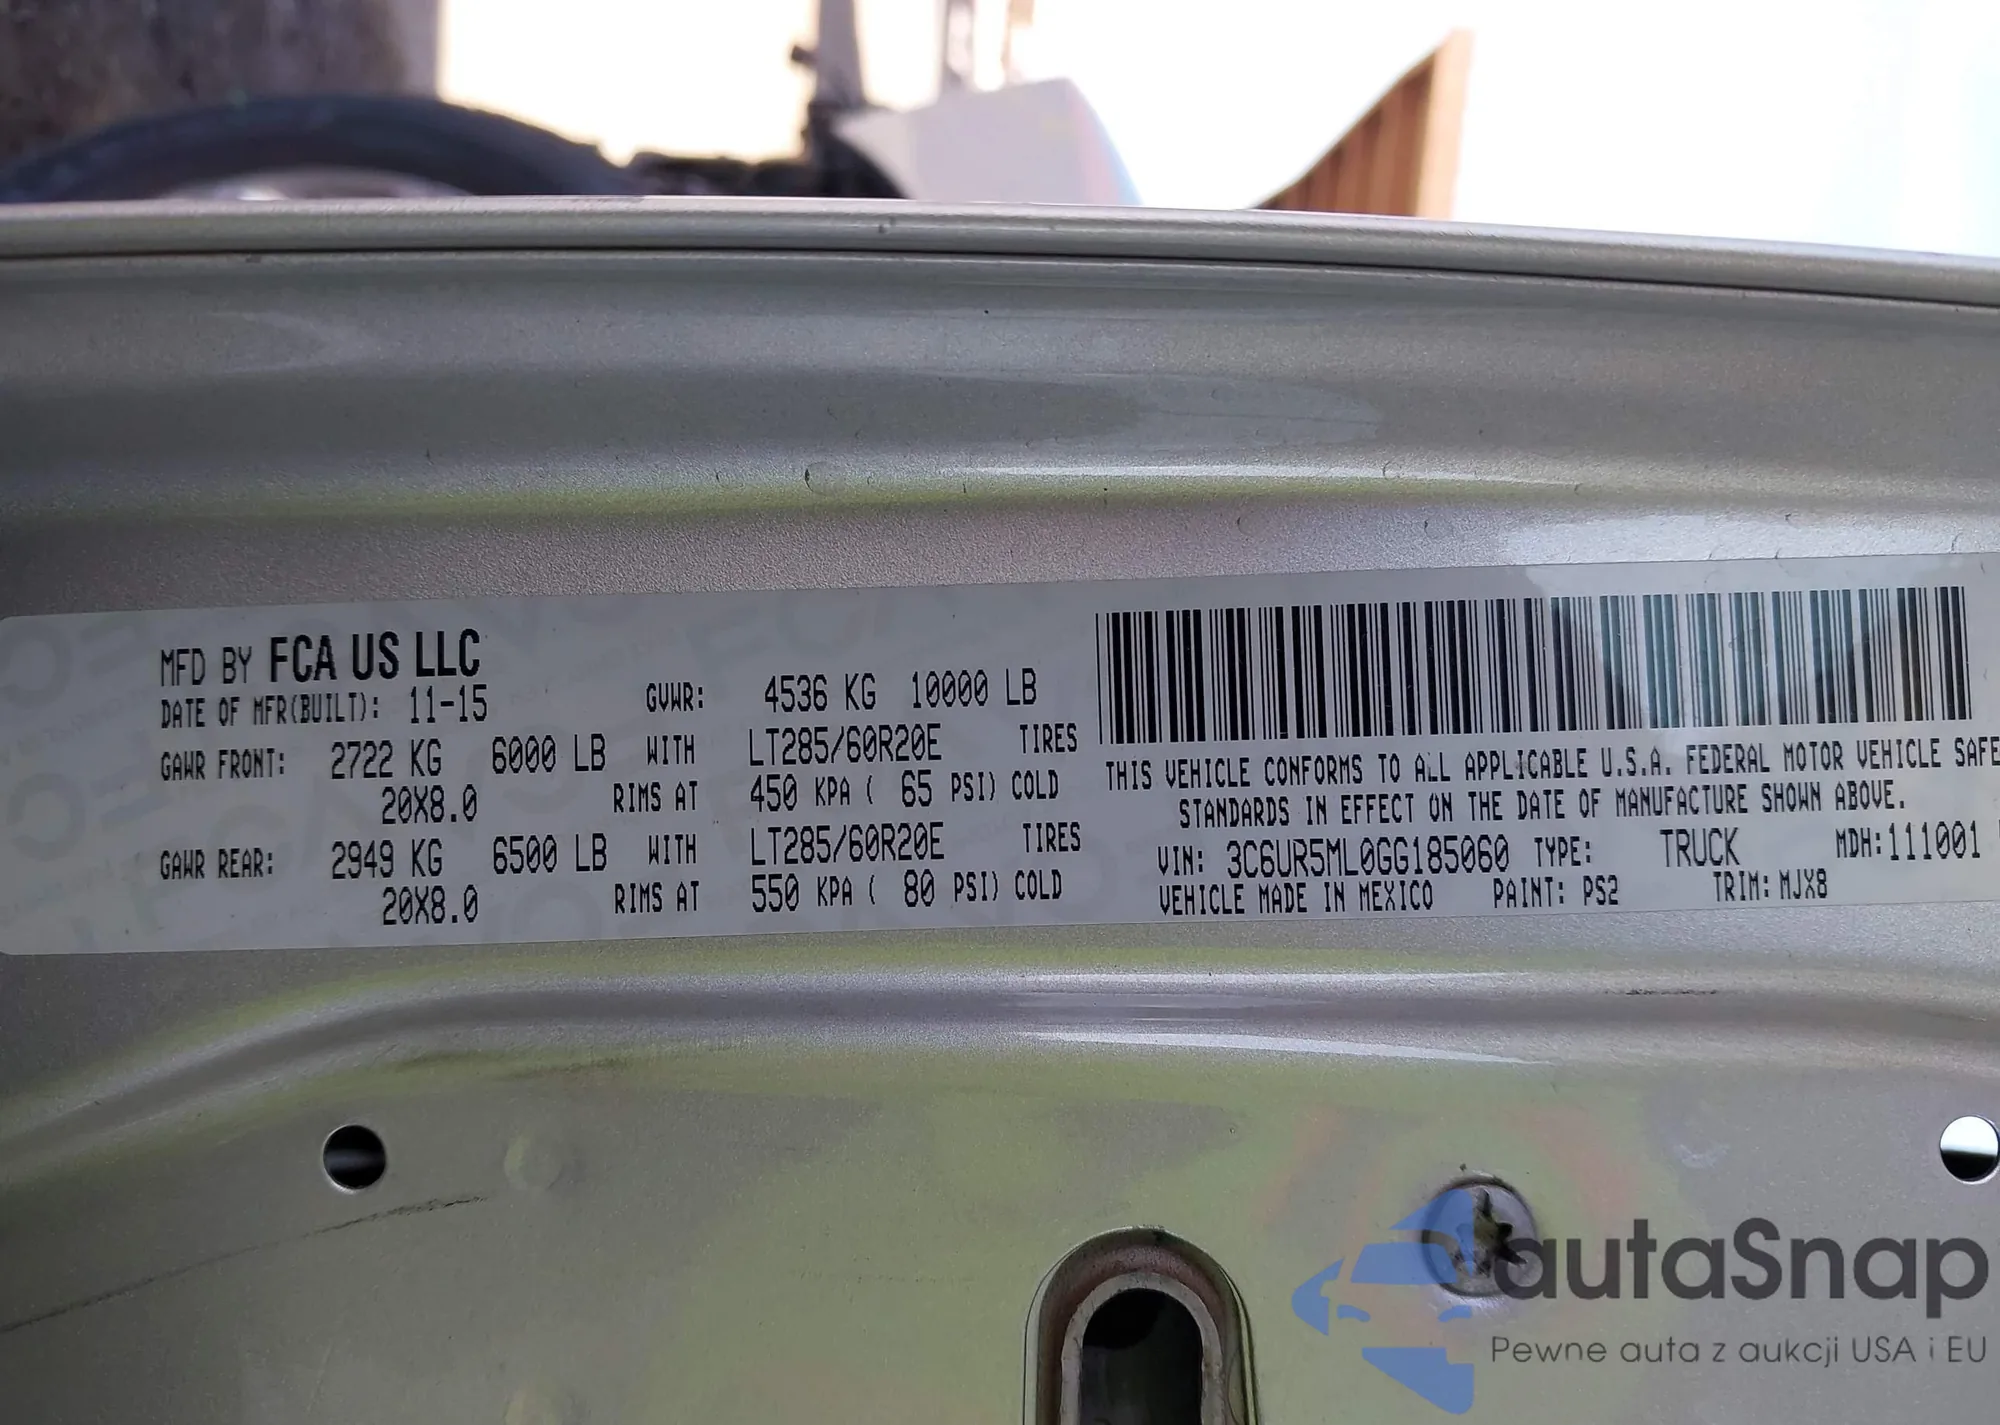 MFD BY FCA US LLC
DATE OF MFR(BUILT): 11-15 GVWR: 4536 KG 10000 LB
GAWR FRONT: 2722 KG 6000 LB WITH LT285/60R20E TIRES
20X8.0 RIMS AT 450 KPA ( 65 PSI) COLD
GAWR REAR: 2949 KG 6500 LB WITH LT285/60R20E TIRES
20X8.0 RIMS AT 550 KPA ( 80 PSI) COLD
THIS VEHICLE CONFORMS TO ALL APPLICABLE U.S.A. FEDERAL MOTOR VEHICLE SAFE
STANDARDS IN EFFECT ON THE DATE OF MANUFACTURE SHOWN ABOVE.
VIN: 3C6UR5ML0GG185060 TYPE: TRUCK MDH:111001
VEHICLE MADE IN MEXICO PAINT: PS2 TRIM: MJX8
autaSnap
Pewne auta z aukcji USA i EU